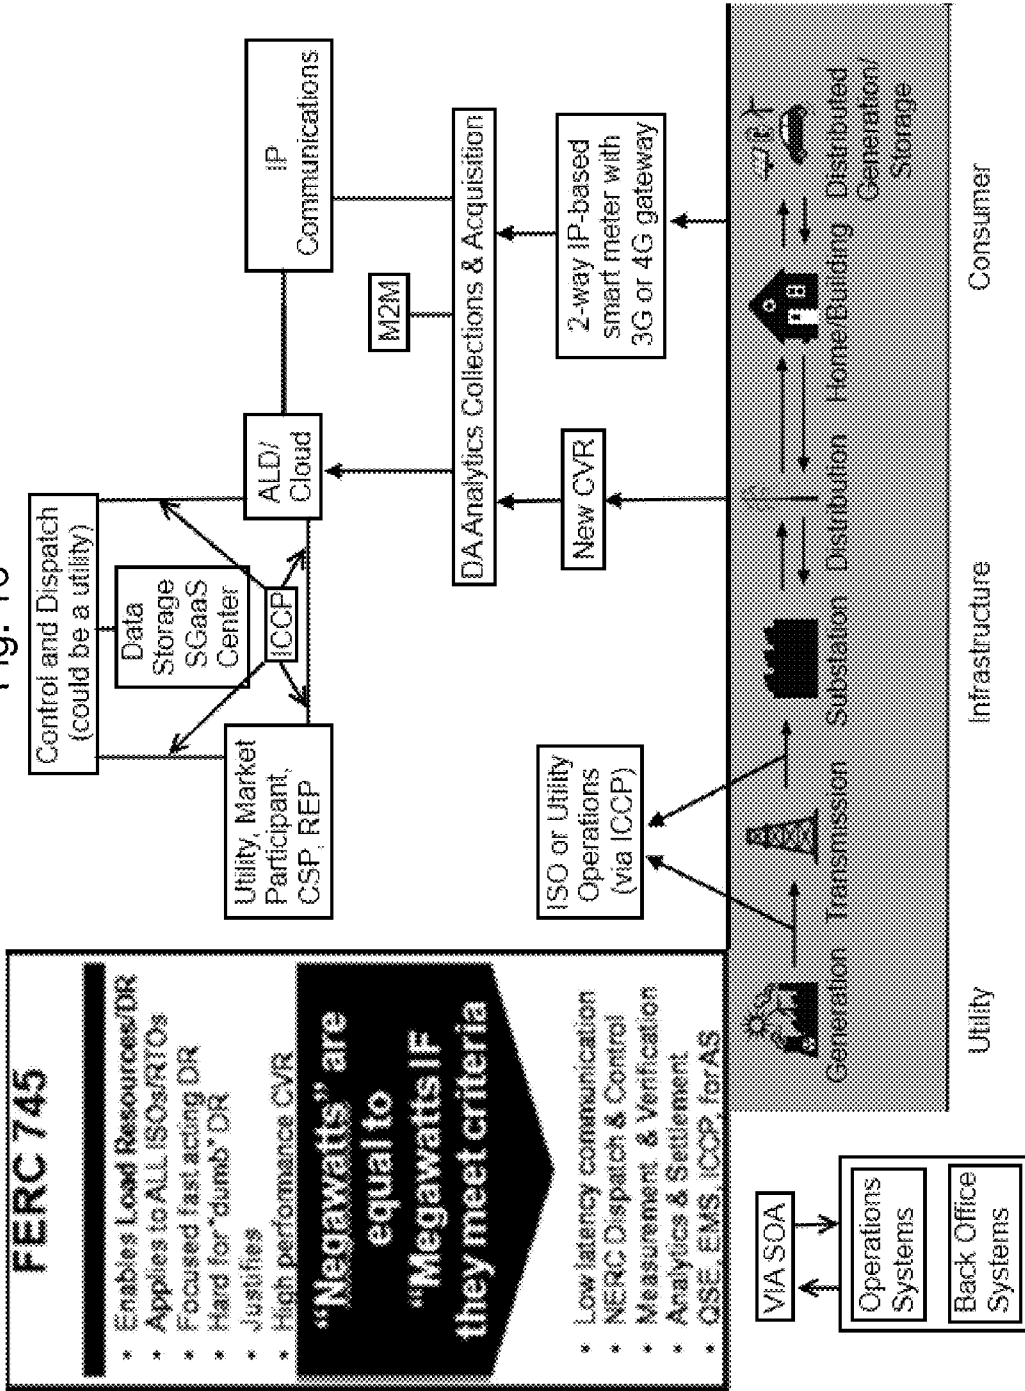 FERC 745
• Enables Load Resources/DR
• Applies to ALL ISOs/RTOs
• Focused fast acting DR
• Hard for "dumb" DR
• Justifies
• High performance CVR
"Negawatts" are
equal to
"Megawatts IF
they meet criteria
• Low latency communication
• NERC Dispatch & Control
• Measurement & Verification
• Analytics & Settlement
• QSE, EMS, ICCP, for AS
Control and Dispatch
(could be a utility)
Data
Storage
SGaaS
Center
ICCP
Utility, Market
Participant,
CSP, REP
ALD/
Cloud
IP
Communications
M2M
DA Analytics Collections & Acquisition
New CVR
2-way IP-based
smart meter with
3G or 4G gateway
ISO or Utility
Operations
(via ICCP)
Generation
Transmission
Substation
Distribution
Home/Building
Distributed
Generation/
Storage
Utility
Infrastructure
Consumer
VIA SOA
Operations
Systems
Back Office
Systems